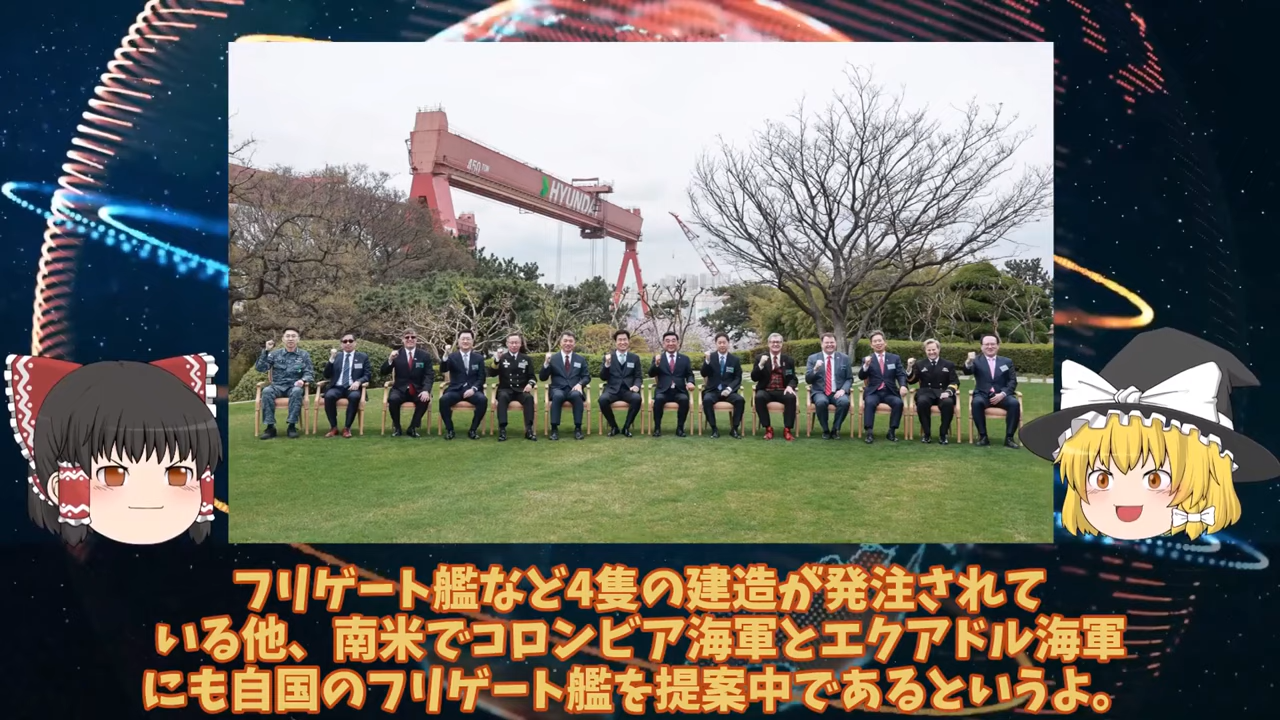 450 TON
HYUNDAI
フリゲート艦など4隻の建造が発注されて
いる他、南米でコロンビア海軍とエクアドル海軍
にも自国のフリゲート艦を提案中であるというよ。